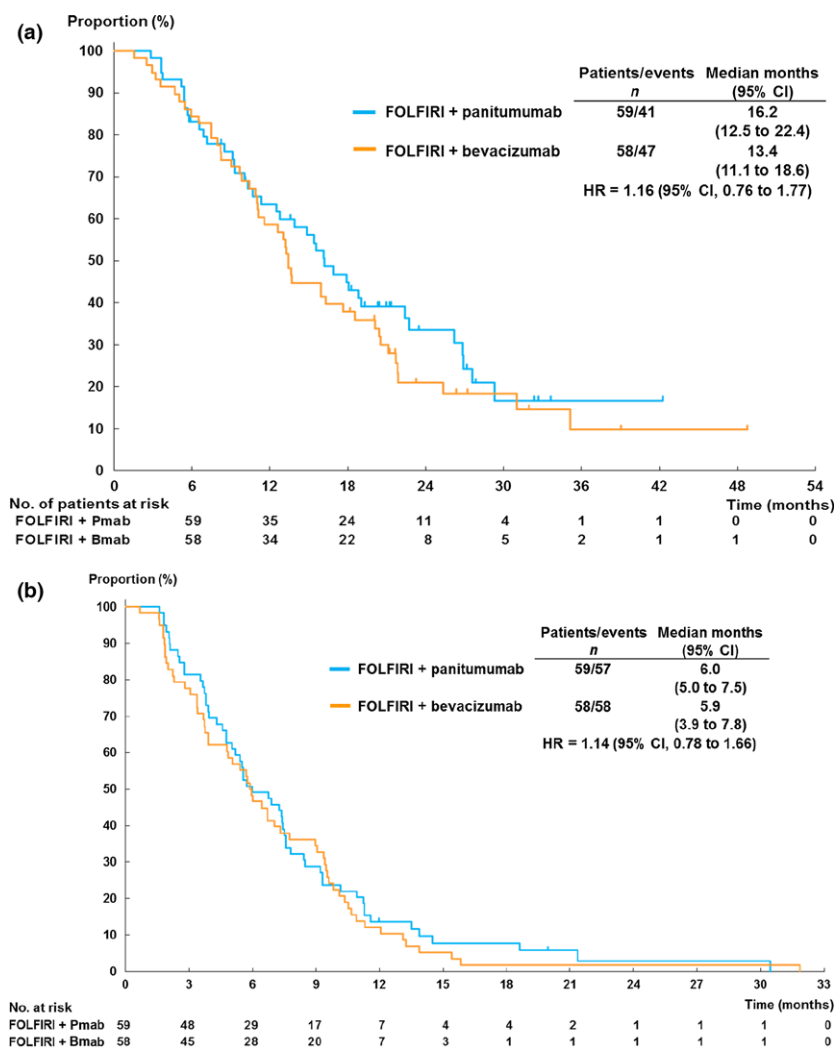 (a)
Proportion (%)
100
90
80
70
60
50
40
30
20
10
0
Patients/events Median months
n (95% CI)
FOLFIRI + panitumumab 59/41 16.2
(12.5 to 22.4)
FOLFIRI + bevacizumab 58/47 13.4
(11.1 to 18.6)
HR = 1.16 (95% CI, 0.76 to 1.77)
0 6 12 18 24 30 36 42 48 54
Time (months)
No. of patients at risk
FOLFIRI + Pmab 59 35 24 11 4 1 1 0 0
FOLFIRI + Bmab 58 34 22 8 5 2 1 1 0
(b)
Proportion (%)
100
90
80
70
60
50
40
30
20
10
0
Patients/events Median months
n (95% CI)
FOLFIRI + panitumumab 59/57 6.0
(5.0 to 7.5)
FOLFIRI + bevacizumab 58/58 5.9
(3.9 to 7.8)
HR = 1.14 (95% CI, 0.78 to 1.66)
0 3 6 9 12 15 18 21 24 27 30 33
No. at risk Time (months)
FOLFIRI + Pmab 59 48 29 17 7 4 4 2 1 1 1 0
FOLFIRI + Bmab 58 45 28 20 7 3 1 1 1 1 1 0